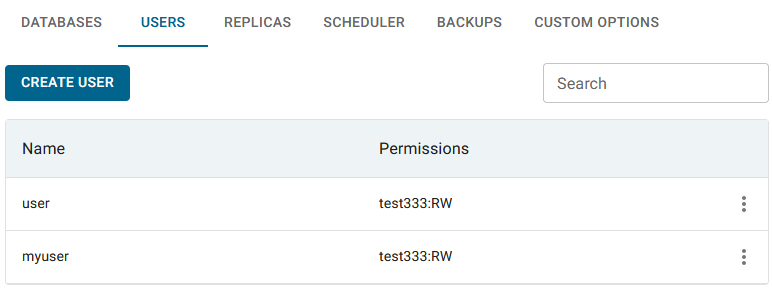 DATABASES USERS REPLICAS SCHEDULER BACKUPS CUSTOM OPTIONS
CREATE USER Search
Name Permissions
user test333:RW
myuser test333:RW